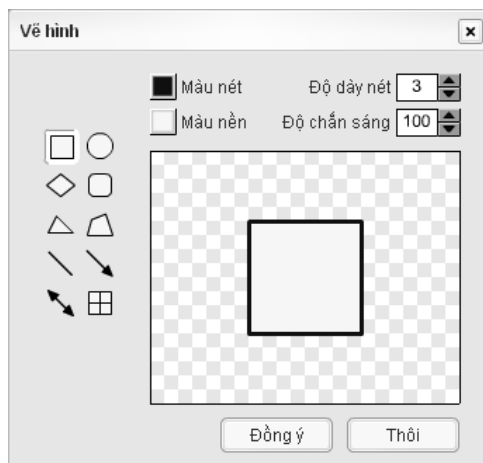 Vẽ hình
Màu nét Độ dày nét 3
Màu nền Độ chắn sáng 100
Đồng ý Thôi